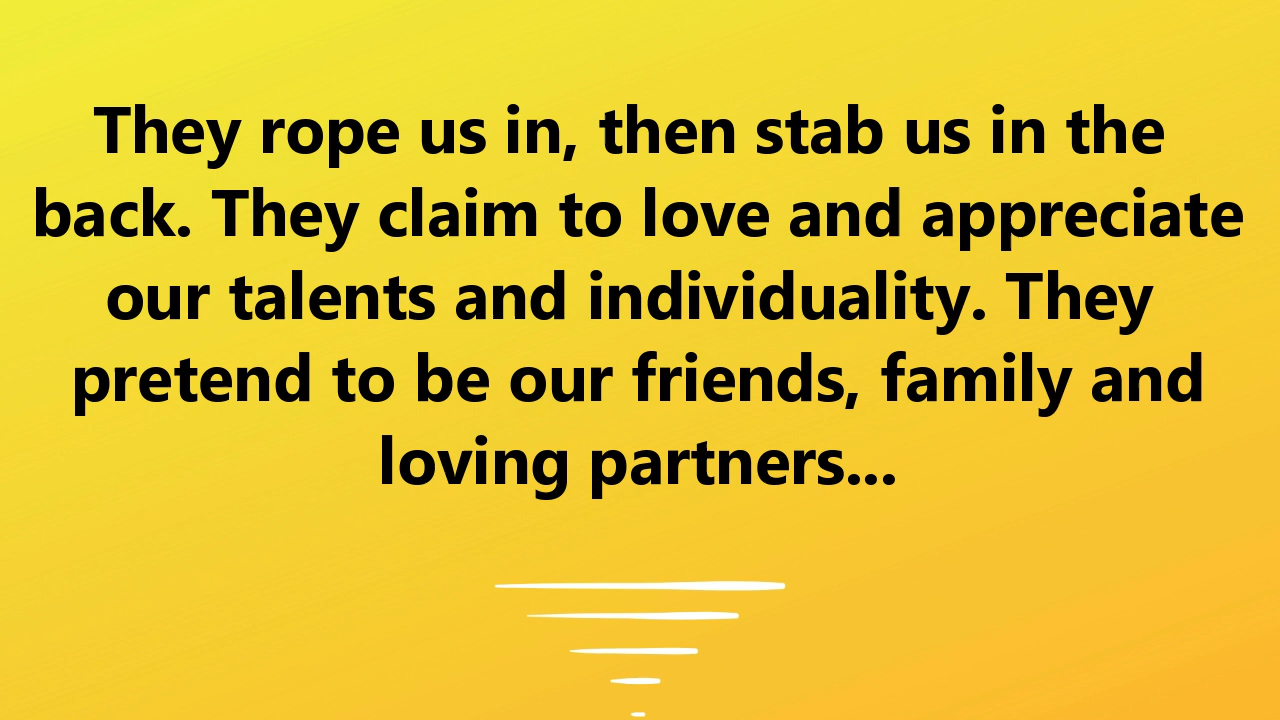 They rope us in, then stab us in the
back. They claim to love and appreciate
our talents and individuality. They
pretend to be our friends, family and
loving partners...